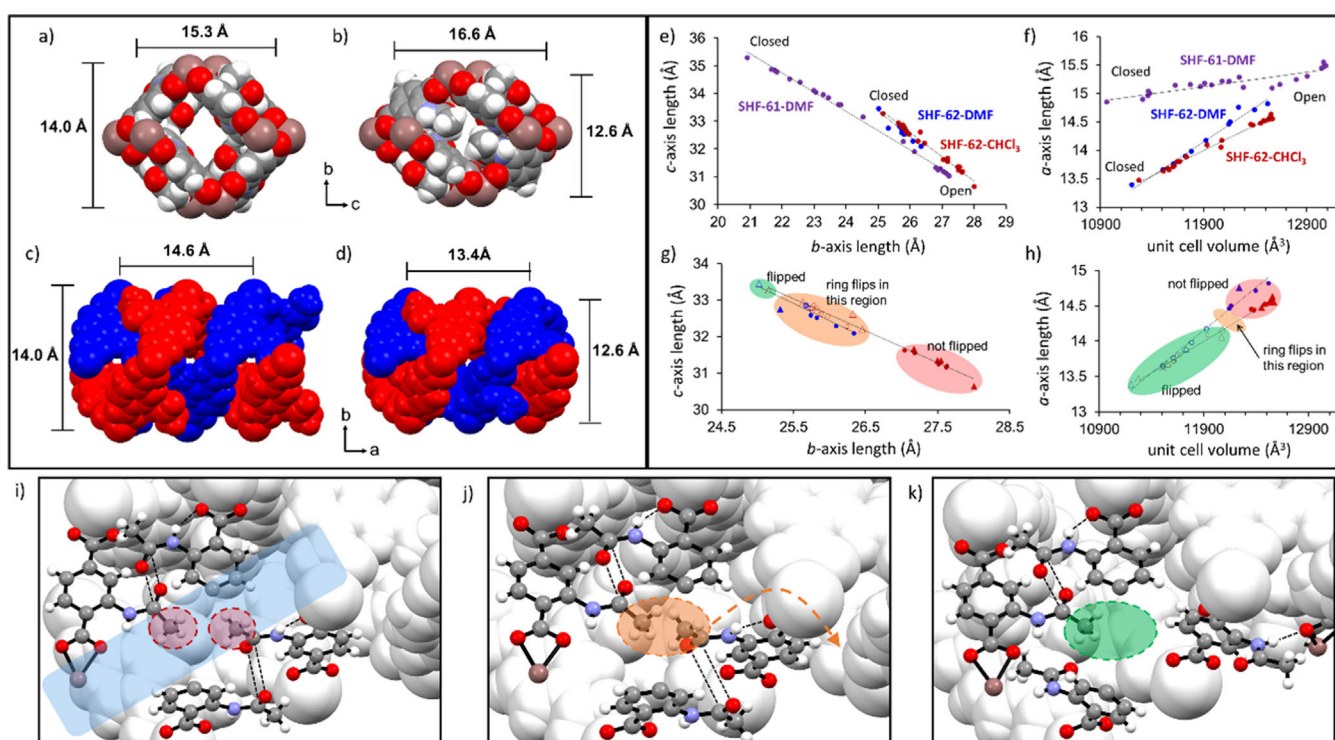 a)
15.3 Å
14.0 Å
b)
16.6 Å
12.6 Å
b
c
c)
14.6 Å
14.0 Å
d)
13.4Å
12.6 Å
b
a
e)
c-axis length (Å)
36
35
34
33
32
31
30
Closed
SHF-61-DMF
Closed
SHF-62-DMF
SHF-62-CHCl₃
Open
20 21 22 23 24 25 26 27 28 29
b-axis length (Å)
f)
a-axis length (Å)
16
15.5
15
14.5
14
13.5
13
SHF-61-DMF
Closed
Open
SHF-62-DMF
SHF-62-CHCl₃
Closed
10900 11900 12900
unit cell volume (Å³)
g)
c-axis length (Å)
34
33
32
31
30
flipped
ring flips in
this region
not flipped
24.5 25.5 26.5 27.5 28.5
b-axis length (Å)
h)
a-axis length (Å)
15
14.5
14
13.5
13
not flipped
ring flips in
this region
flipped
10900 11900 12900
unit cell volume (Å³)
i)
j)
k)